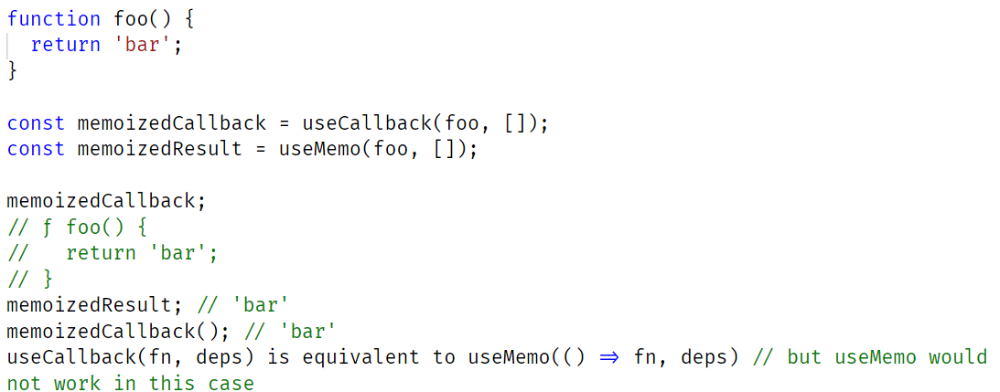 function foo() {
  return 'bar';
}

const memoizedCallback = useCallback(foo, []);
const memoizedResult = useMemo(foo, []);

memoizedCallback;
// ƒ foo() {
//   return 'bar';
// }
memoizedResult; // 'bar'
memoizedCallback(); // 'bar'
useCallback(fn, deps) is equivalent to useMemo(() => fn, deps) // but useMemo would
not work in this case